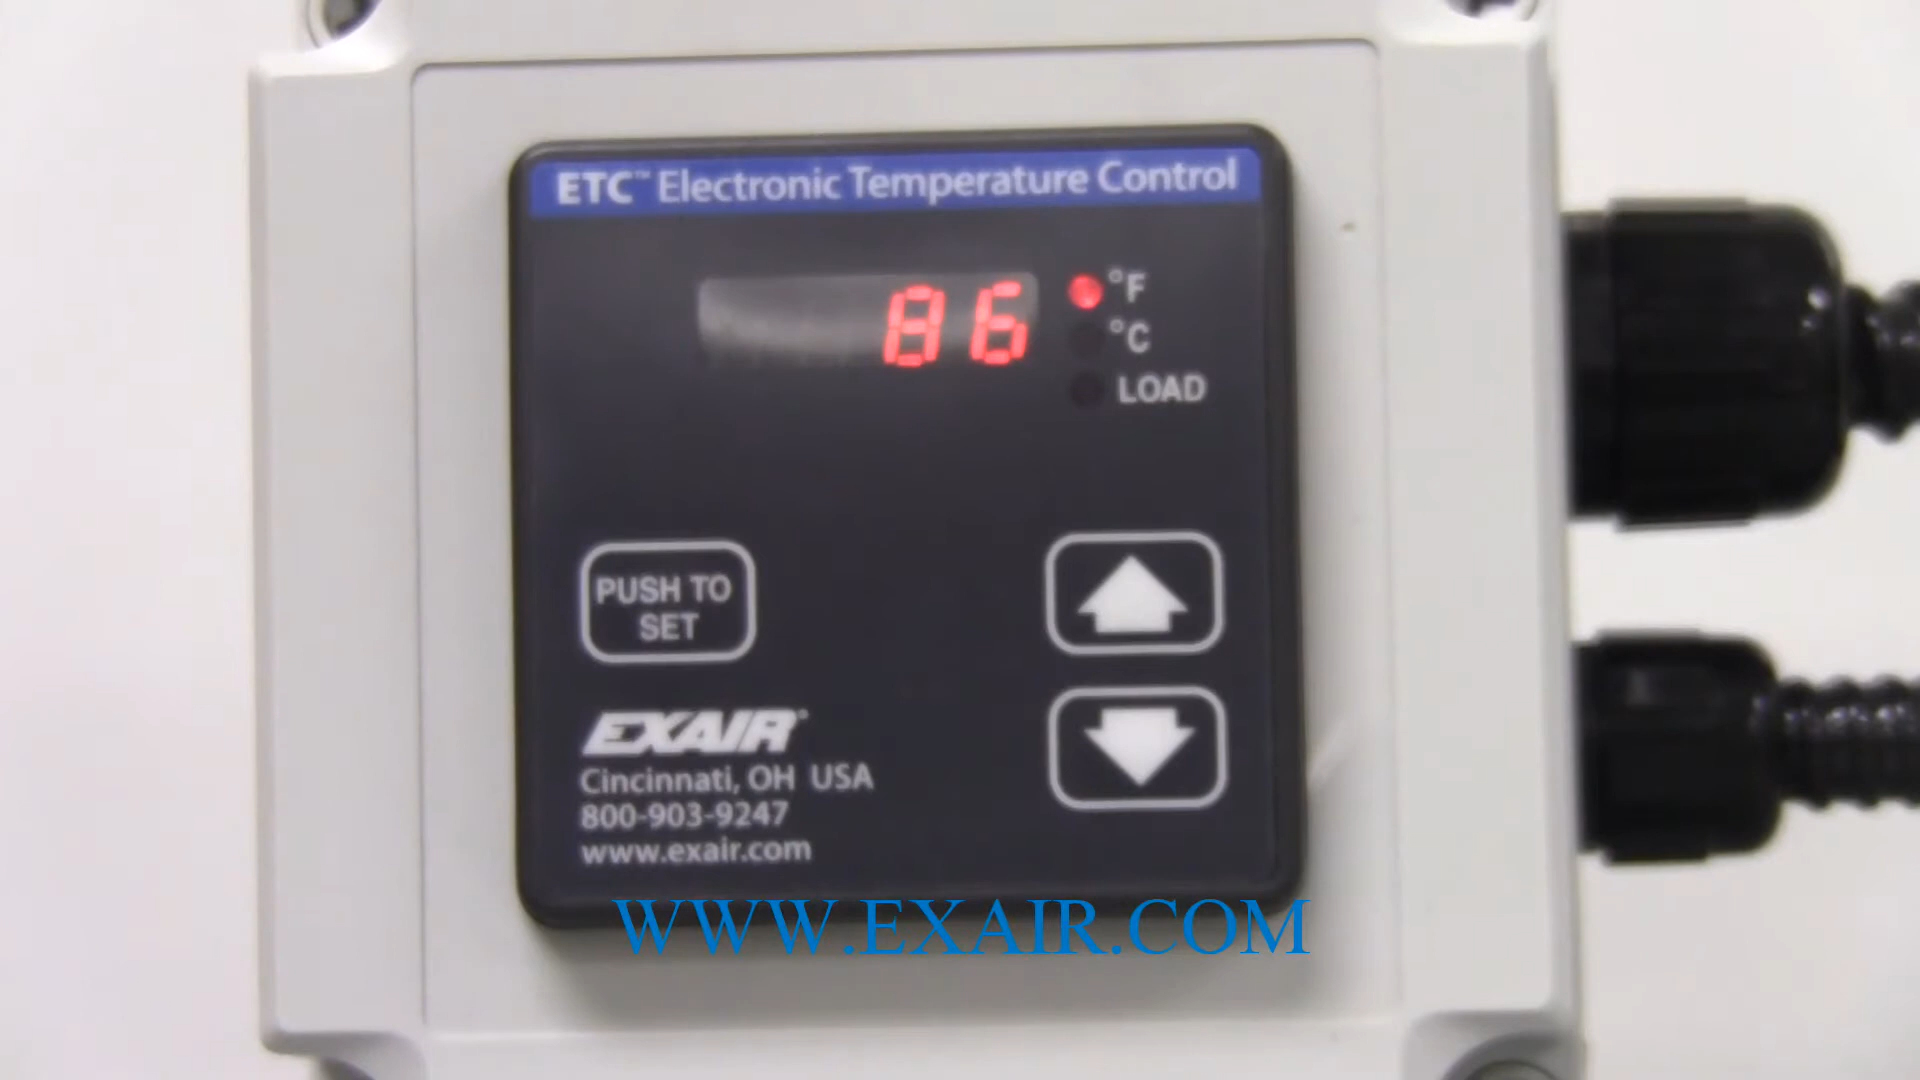 ETC™ Electronic Temperature Control
86
°F
°C
LOAD
PUSH TO
SET
EXAIR®
Cincinnati, OH USA
800-903-9247
www.exair.com
WWW.EXAIR.COM